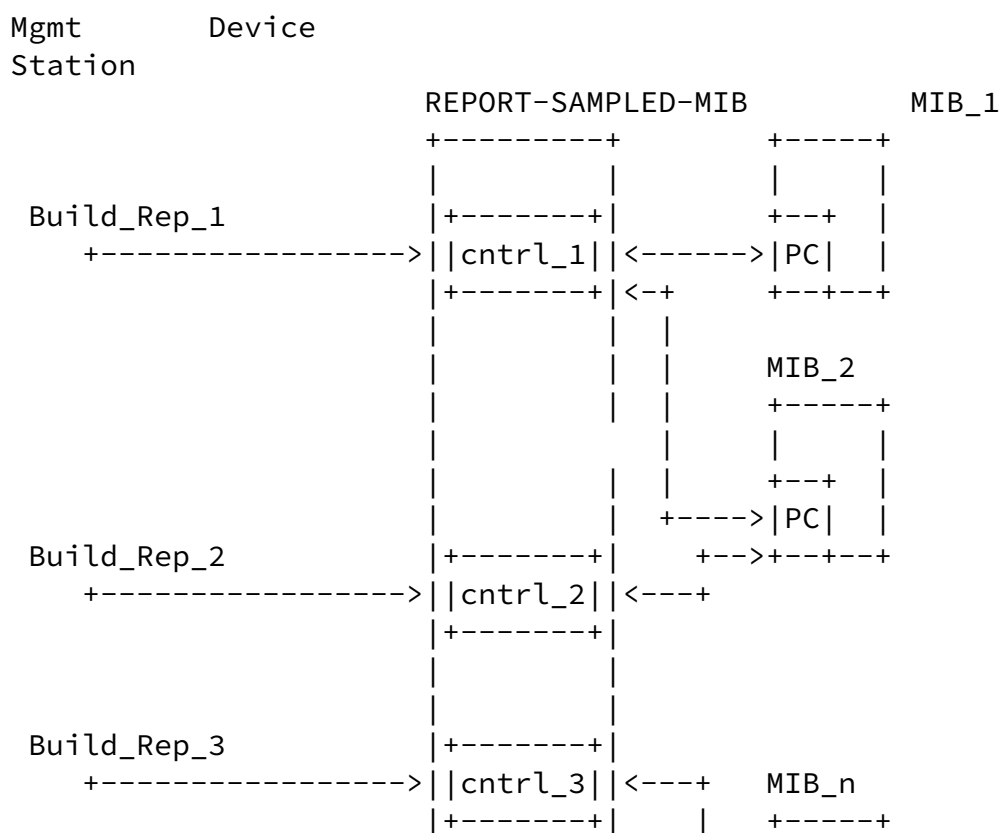 Mgmt Device
Station
REPORT-SAMPLED-MIB MIB_1
Build_Rep_1
cntrl_1 PC
MIB_2
PC
Build_Rep_2
cntrl_2
Build_Rep_3
cntrl_3 MIB_n